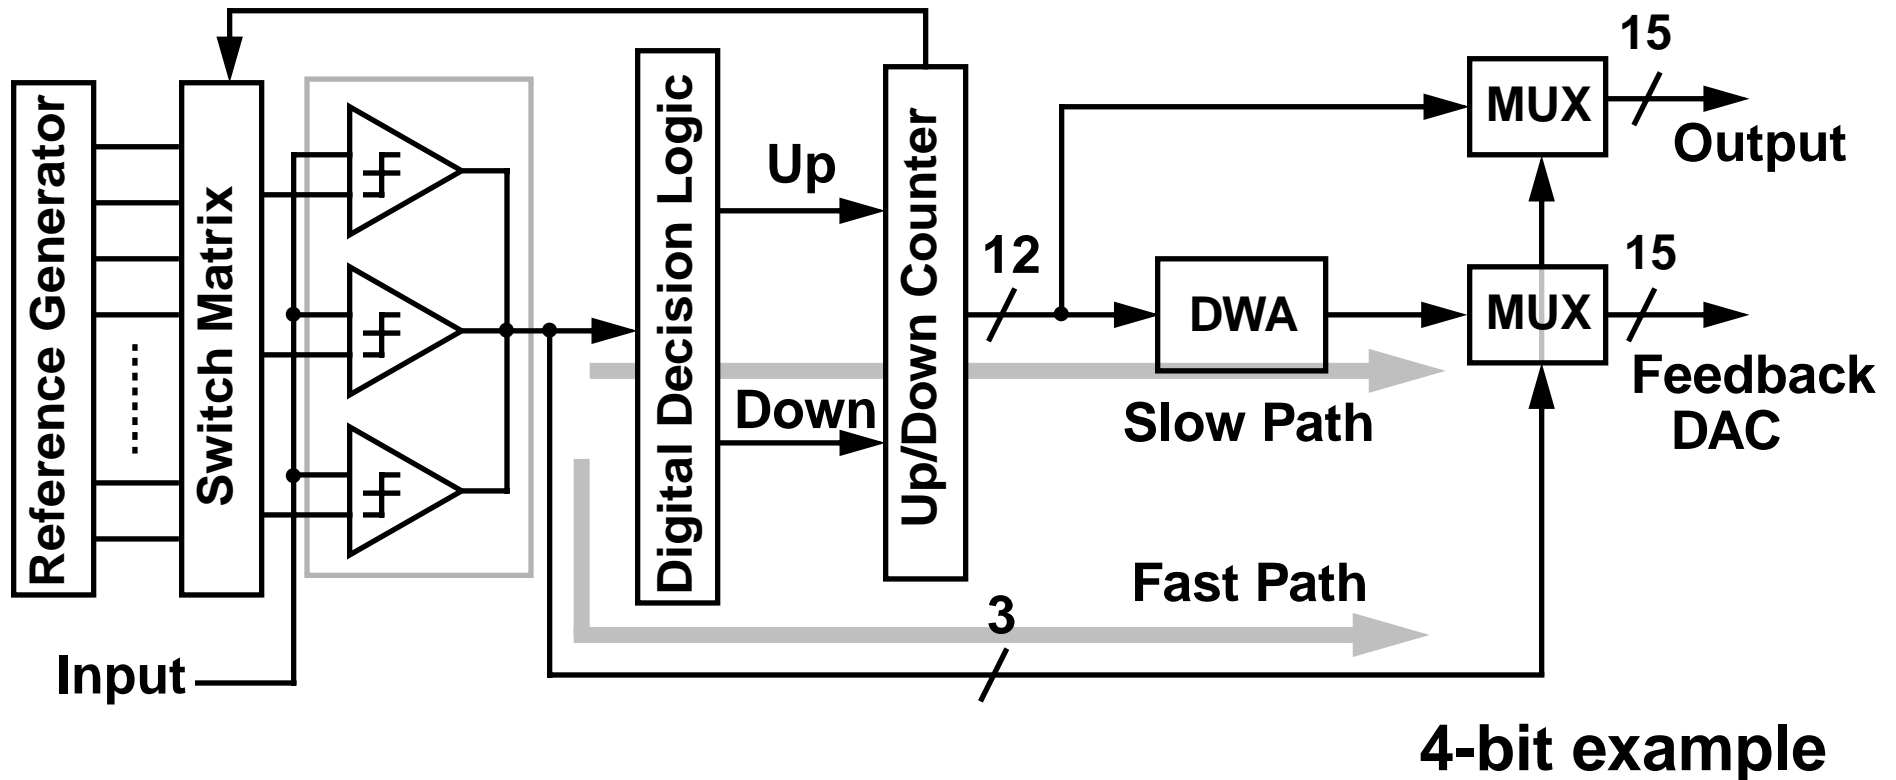 Reference Generator
Switch Matrix
Digital Decision Logic
Up
Down
Up/Down Counter
12
DWA
MUX
15
Output
MUX
15
Feedback
DAC
Slow Path
Fast Path
3
Input
4-bit example